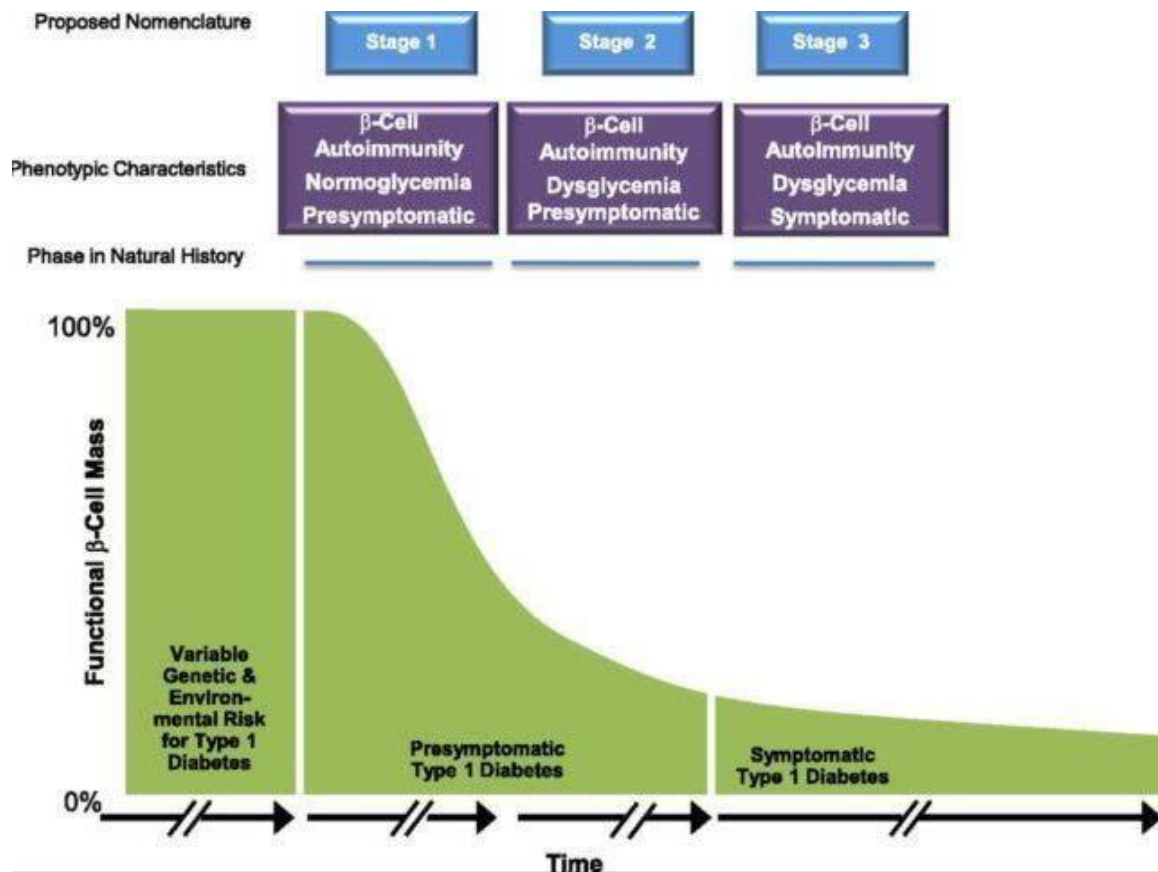 Proposed Nomenclature
Stage 1
Stage 2
Stage 3
Phenotypic Characteristics
β-Cell
Autoimmunity
Normoglycemia
Presymptomatic
β-Cell
Autoimmunity
Dysglycemia
Presymptomatic
β-Cell
Autoimmunity
Dysglycemia
Symptomatic
Phase in Natural History
100%
Functional β-Cell Mass
Variable
Genetic &
Environ-
mental Risk
for Type 1
Diabetes
Presymptomatic
Type 1 Diabetes
Symptomatic
Type 1 Diabetes
0%
Time